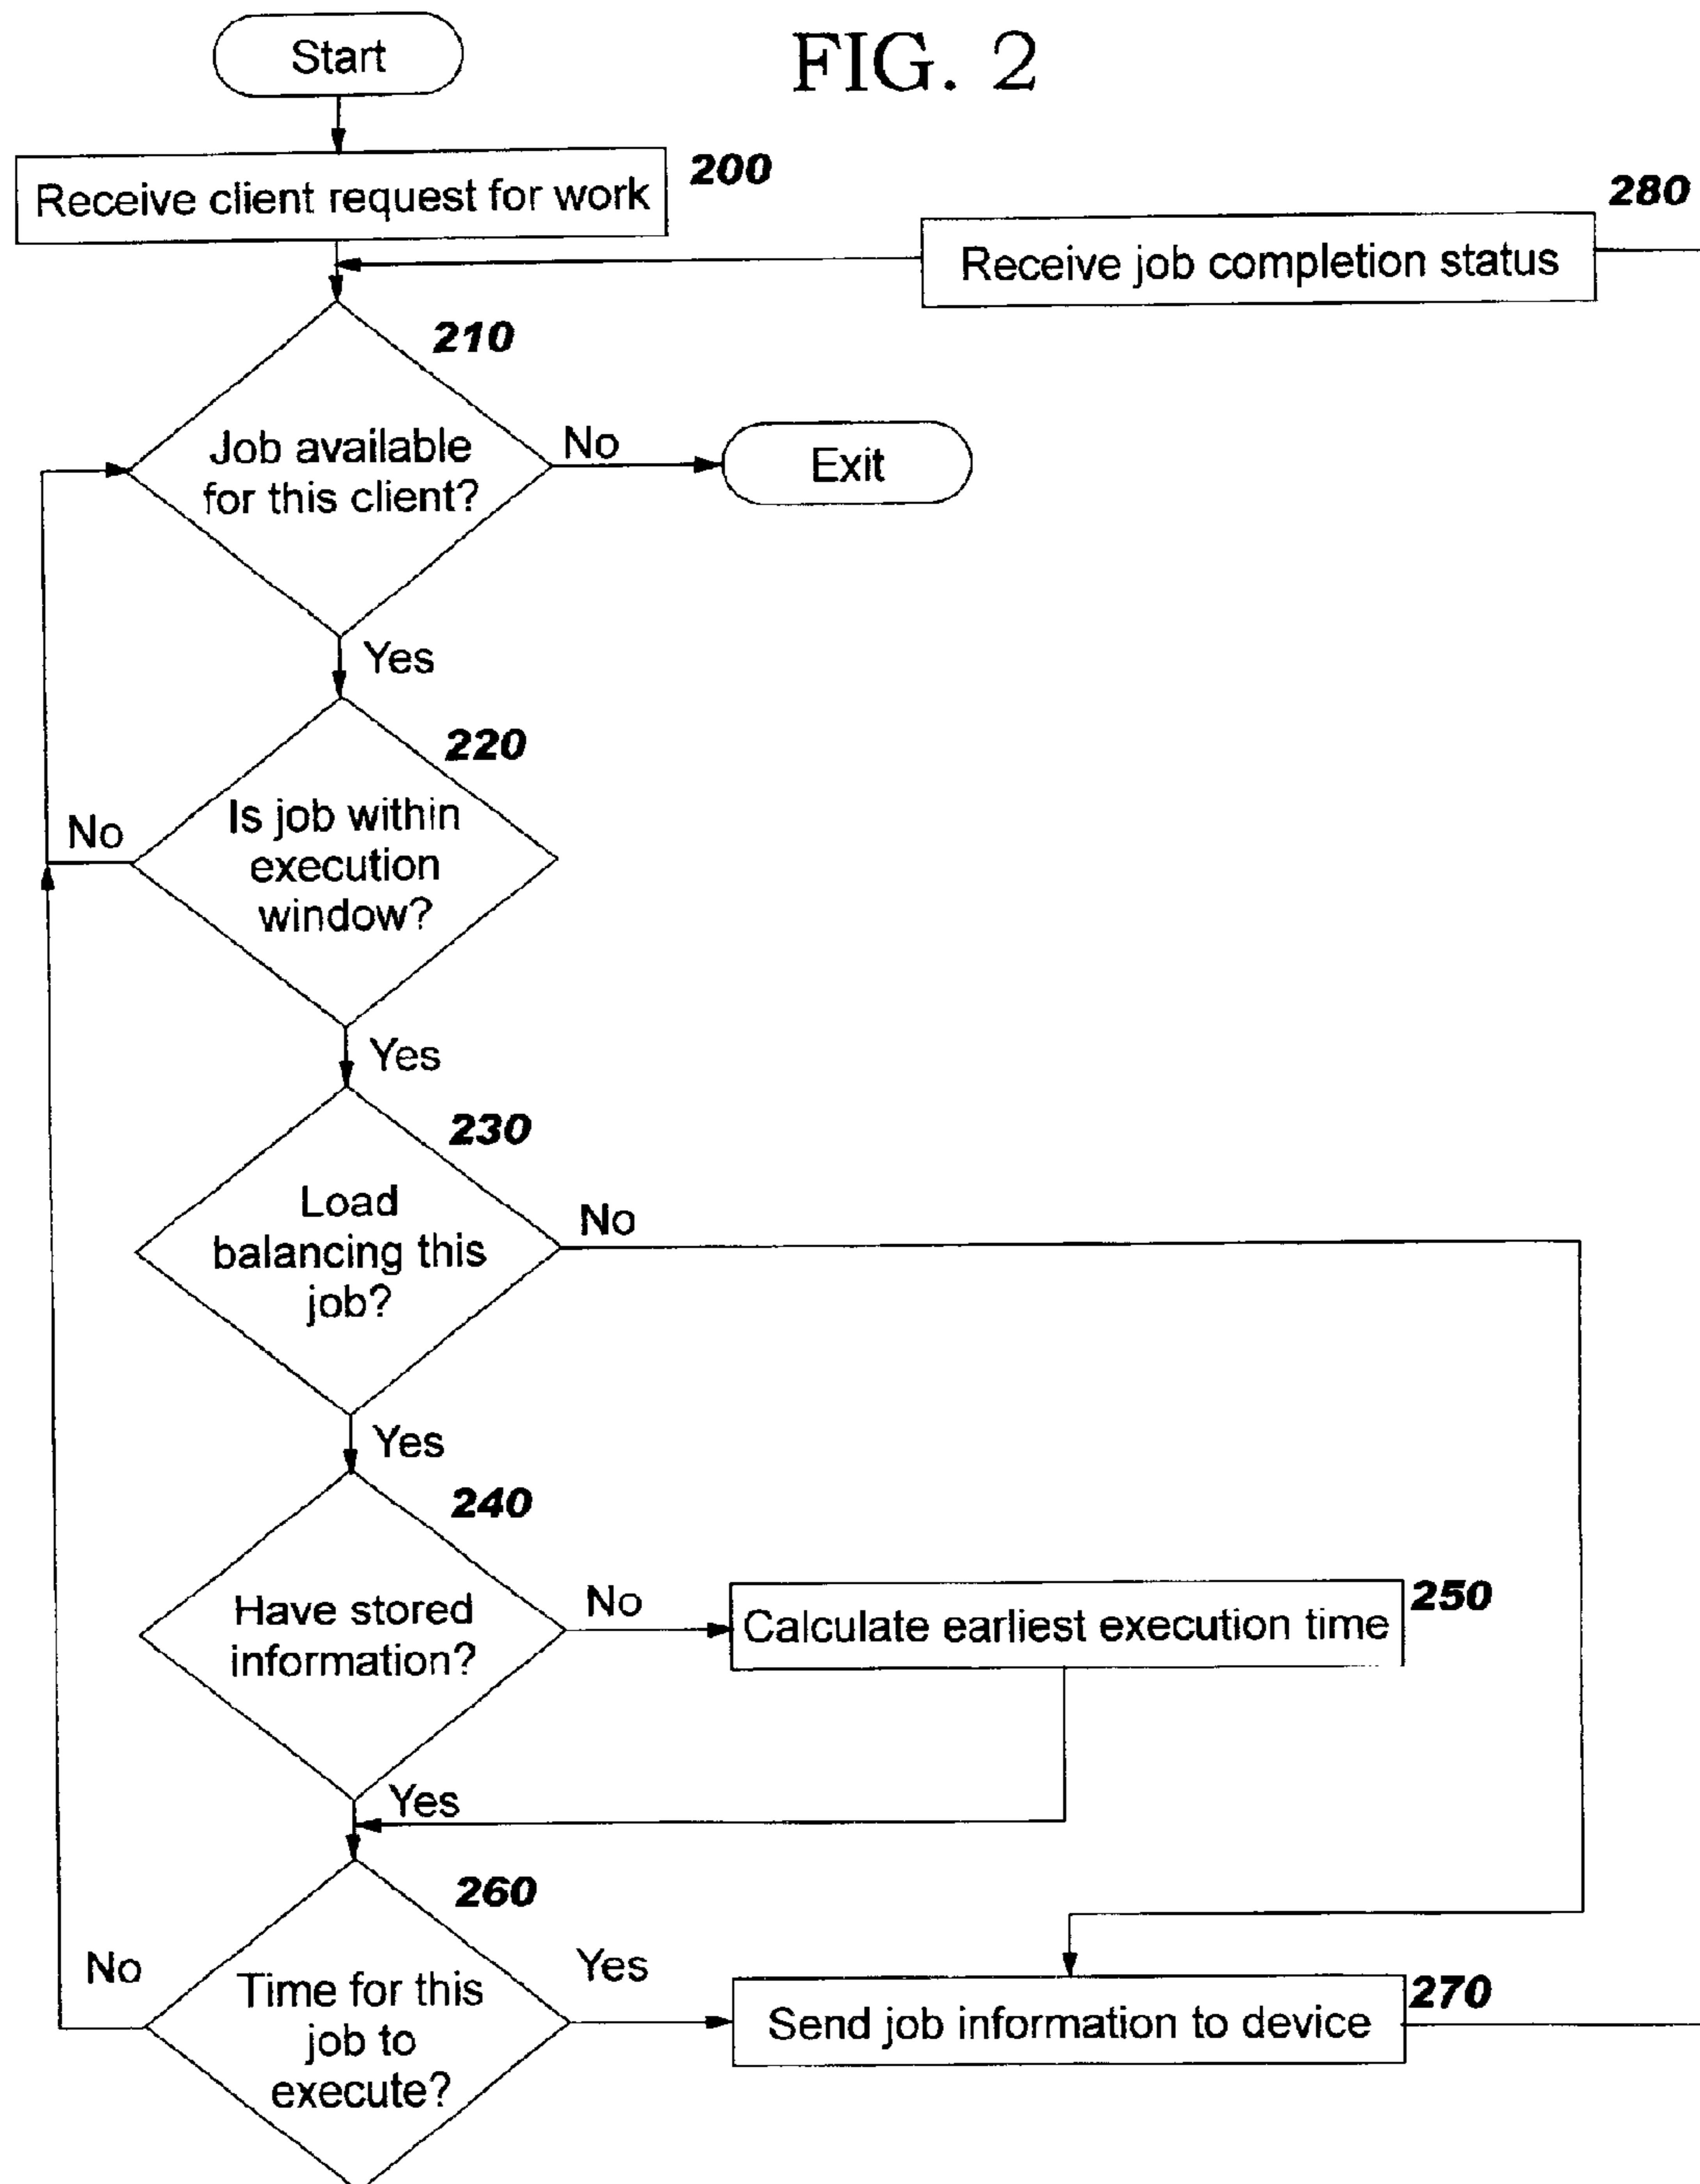 FIG. 2
Start
200
Receive client request for work
280
Receive job completion status
210
Job available
for this client?
No
Exit
Yes
220
Is job within
execution
window?
No
Yes
230
Load
balancing this
job?
No
Yes
240
Have stored
information?
No
250
Calculate earliest execution time
Yes
260
Time for this
job to
execute?
No
Yes
270
Send job information to device